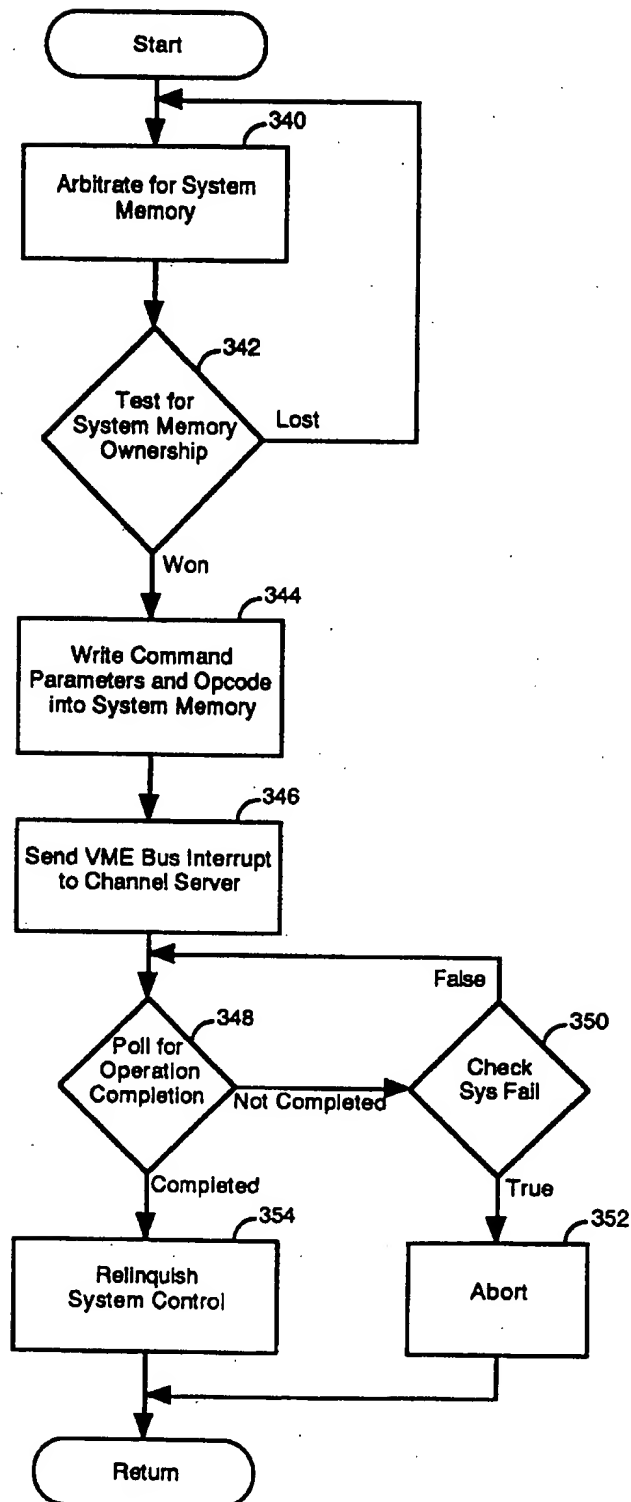 Start
340
Arbitrate for System
Memory
342
Test for
System Memory
Ownership
Lost
Won
344
Write Command
Parameters and Opcode
into System Memory
346
Send VME Bus Interrupt
to Channel Server
False
348
350
Poll for
Operation
Completion
Check
Sys Fail
Not Completed
Completed
True
354
352
Relinquish
System Control
Abort
Return